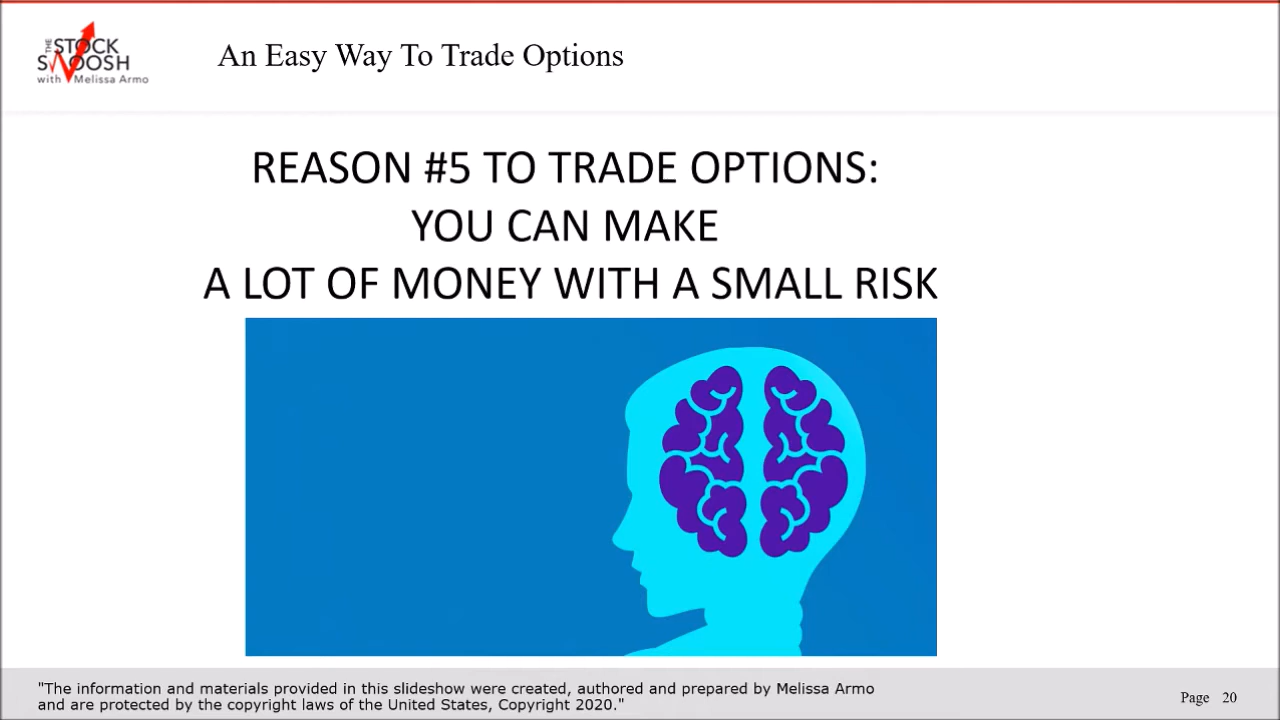 THE
STOCK
SWOOSH
with Melissa Armo
An Easy Way To Trade Options
REASON #5 TO TRADE OPTIONS:
YOU CAN MAKE
A LOT OF MONEY WITH A SMALL RISK
"The information and materials provided in this slideshow were created, authored and prepared by Melissa Armo
and are protected by the copyright laws of the United States, Copyright 2020."
Page 20